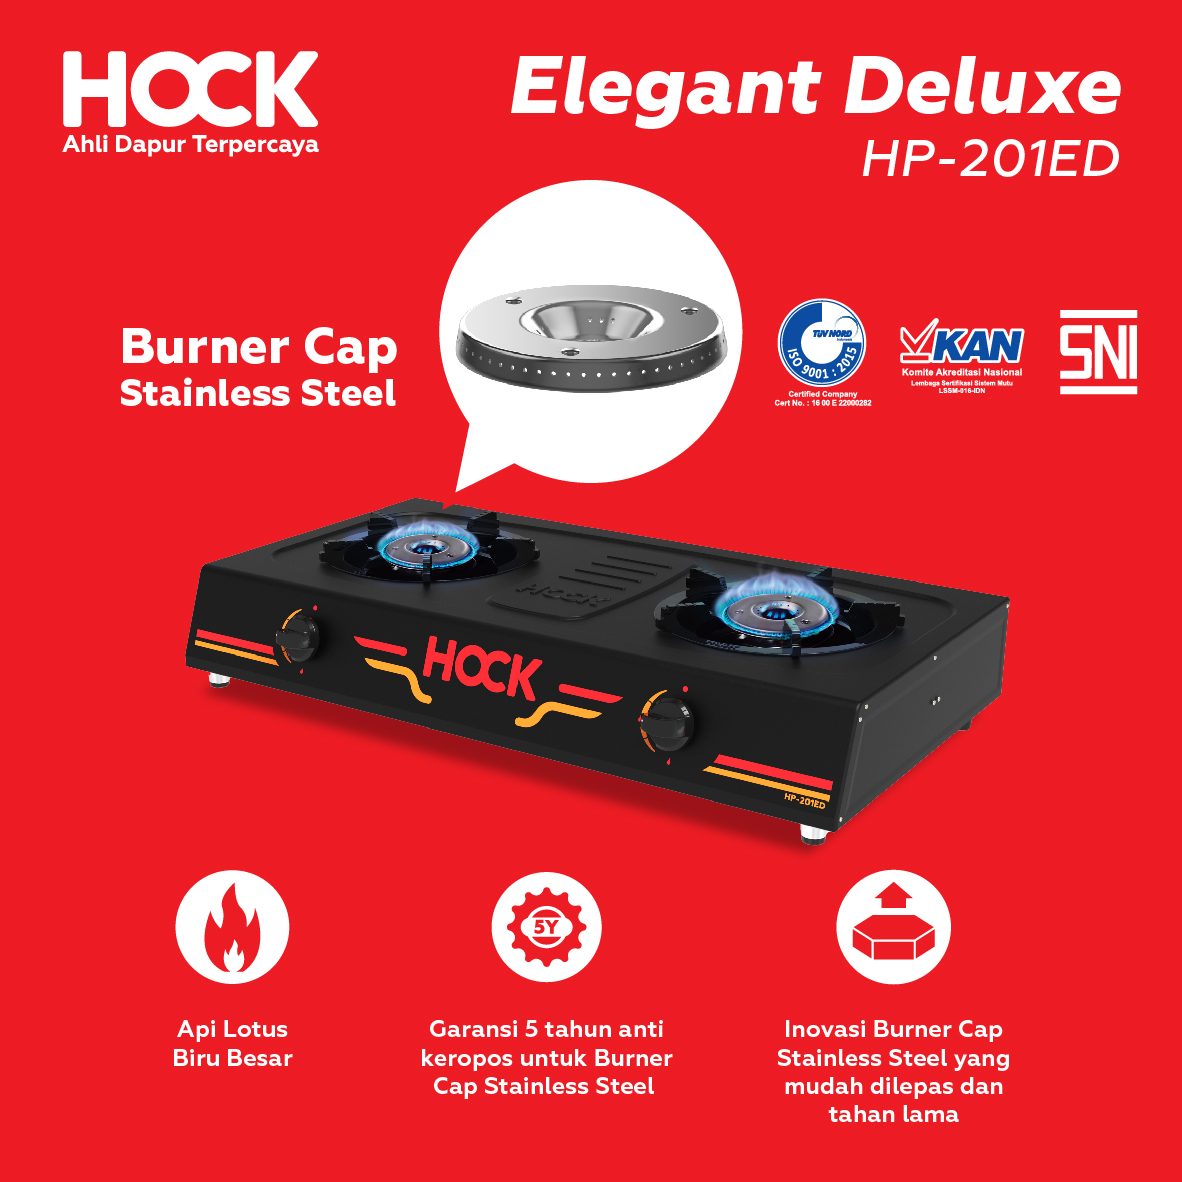 HOCK
Ahli Dapur Terpercaya
Elegant Deluxe
HP-201ED
Burner Cap
Stainless Steel
TUV NORD
Indonesia
ISO 9001 : 2015
Certified Company
Cert No. : 16 00 E 22000282
KAN
Komite Akreditasi Nasional
Lembaga Sertifikasi Sistem Mutu
LSSM-016-IDN
SNI
HOCK
HOCK
HP-201ED
5Y
Api Lotus
Biru Besar
Garansi 5 tahun anti
keropos untuk Burner
Cap Stainless Steel
Inovasi Burner Cap
Stainless Steel yang
mudah dilepas dan
tahan lama